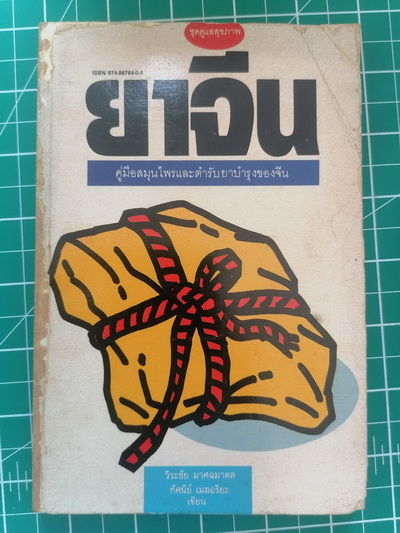 ชุดดูแลสุขภาพ
ISBN 974-86784-0-4
ยาจีน
คู่มือสมุนไพรและตำรับยาบำรุงของจีน
วีระชัย มาศฉมาดล
ทัศนีย์ เมฆอริยะ
เขียน